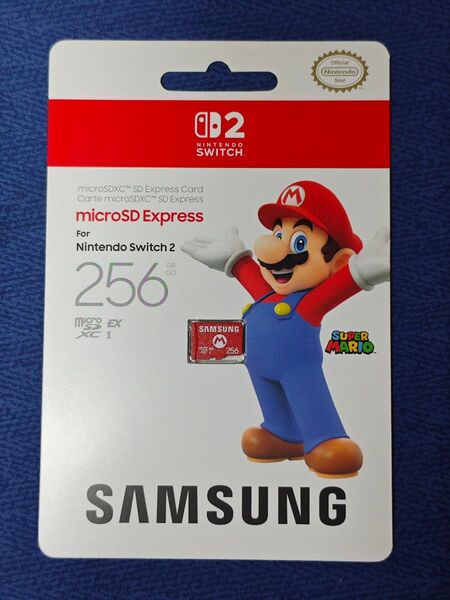 Official
Nintendo
Seal
2
NINTENDO
SWITCH
microSDXC™ SD Express Card
Carte microSDXC™ SD Express
microSD Express
For
Nintendo Switch 2
256 GB
GO
micro
SD
XC I
EX
SAMSUNG
M
256
SUPER
MARIO
SAMSUNG